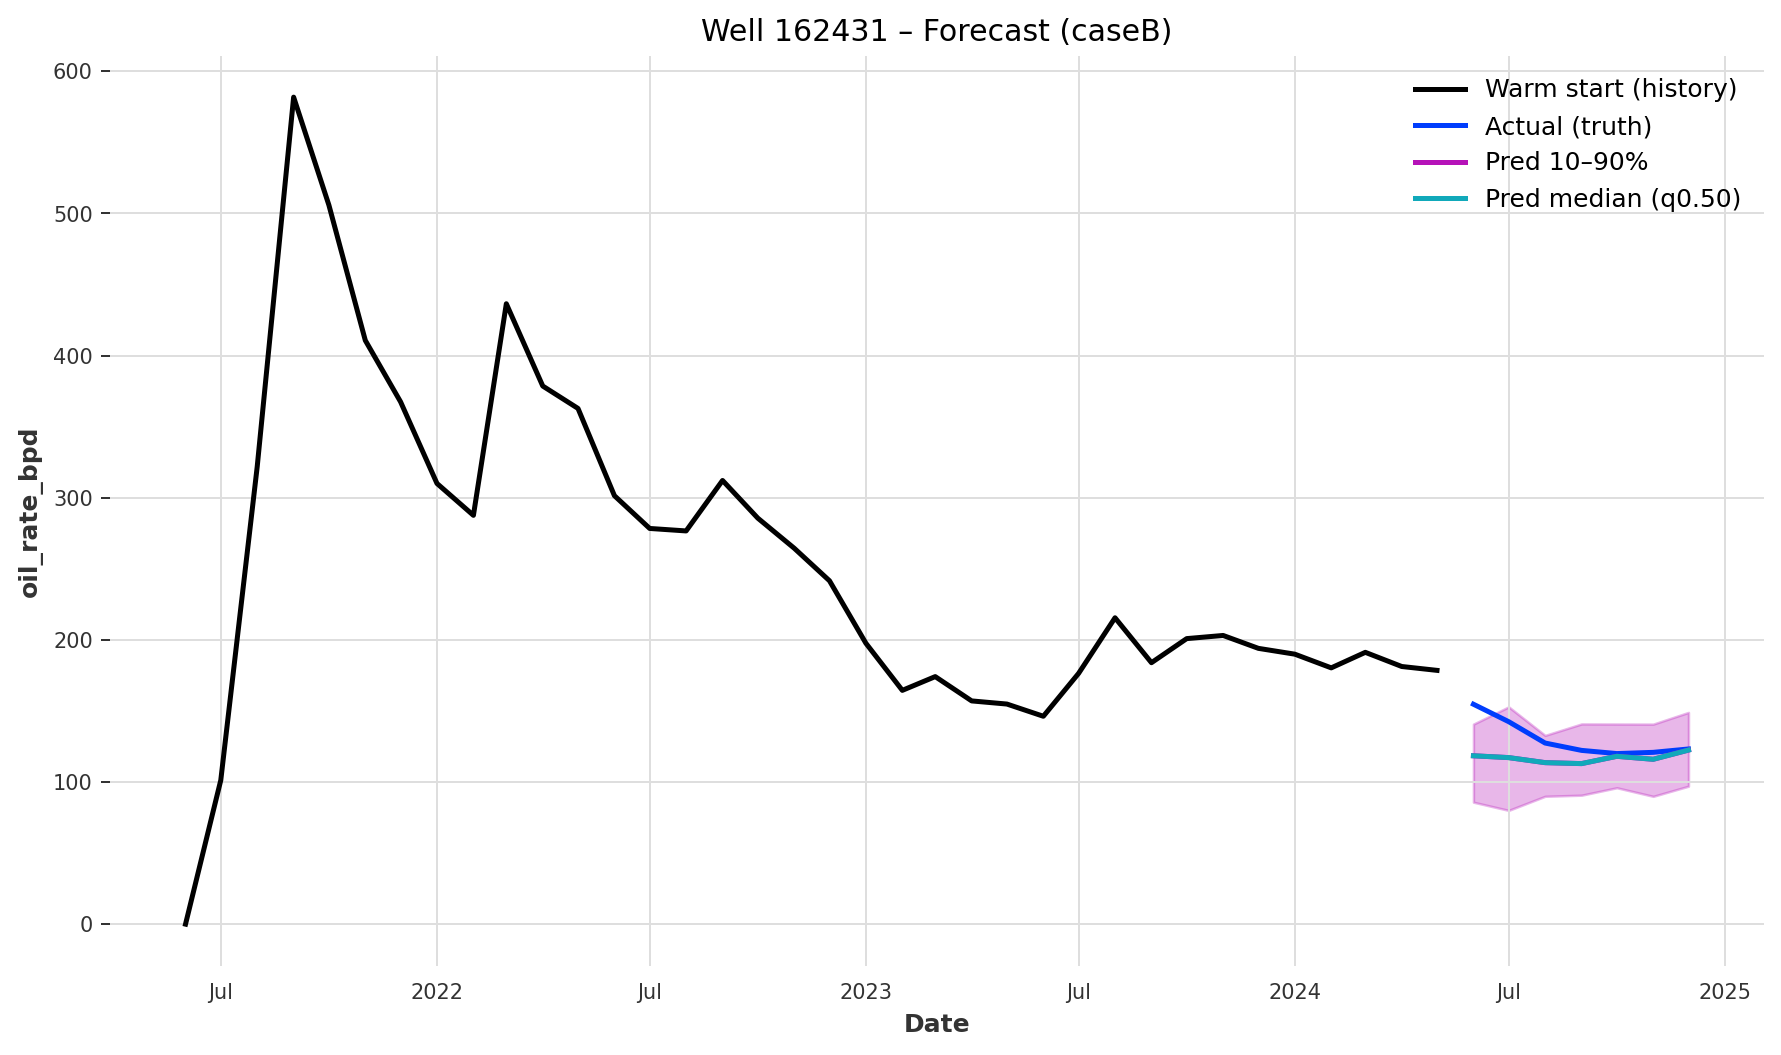 Well 162431 – Forecast (caseB)
Warm start (history)
Actual (truth)
Pred 10–90%
Pred median (q0.50)
oil_rate_bpd
600
500
400
300
200
100
0
Jul
2022
Jul
2023
Jul
2024
Jul
2025
Date